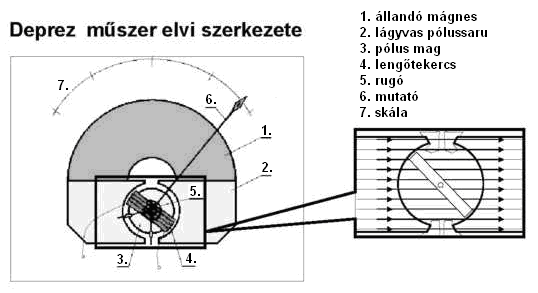 Deprez műszer elvi szerkezete
1. állandó mágnes
2. lágyvas pólussaru
3. pólus mag
4. lengőtekercs
5. rugó
6. mutató
7. skála
7.
6.
1.
2.
5.
3.
4.